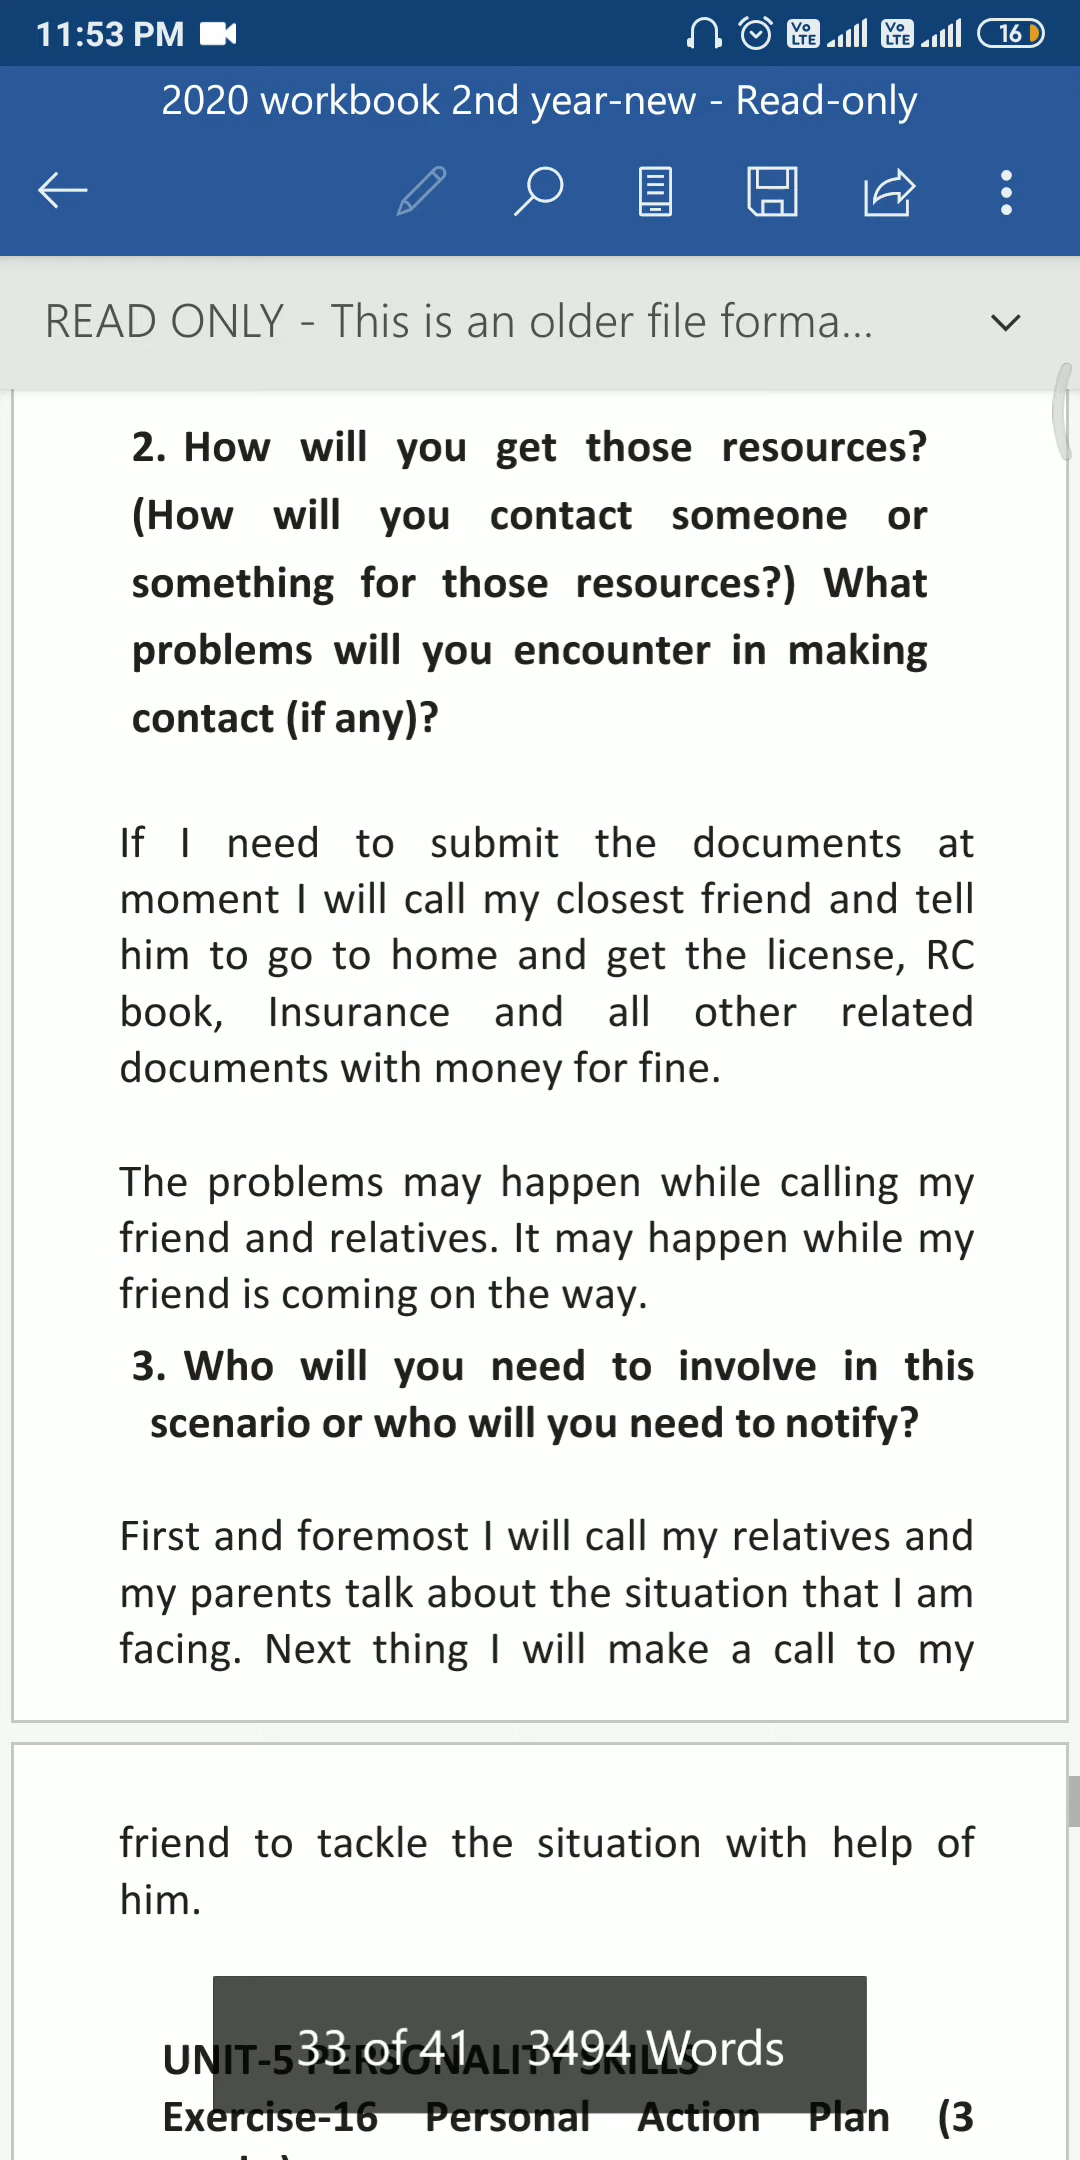 11:53 PM
Vo LTE Vo LTE 16
2020 workbook 2nd year-new - Read-only
READ ONLY - This is an older file forma...
2. How will you get those resources?
(How will you contact someone or
something for those resources?) What
problems will you encounter in making
contact (if any)?
If I need to submit the documents at
moment I will call my closest friend and tell
him to go to home and get the license, RC
book, Insurance and all other related
documents with money for fine.
The problems may happen while calling my
friend and relatives. It may happen while my
friend is coming on the way.
3. Who will you need to involve in this
scenario or who will you need to notify?
First and foremost I will call my relatives and
my parents talk about the situation that I am
facing. Next thing I will make a call to my
friend to tackle the situation with help of
him.
33 of 41 3494 Words
UNIT-5 PERSONALITY SKILLS
Exercise-16 Personal Action Plan (3